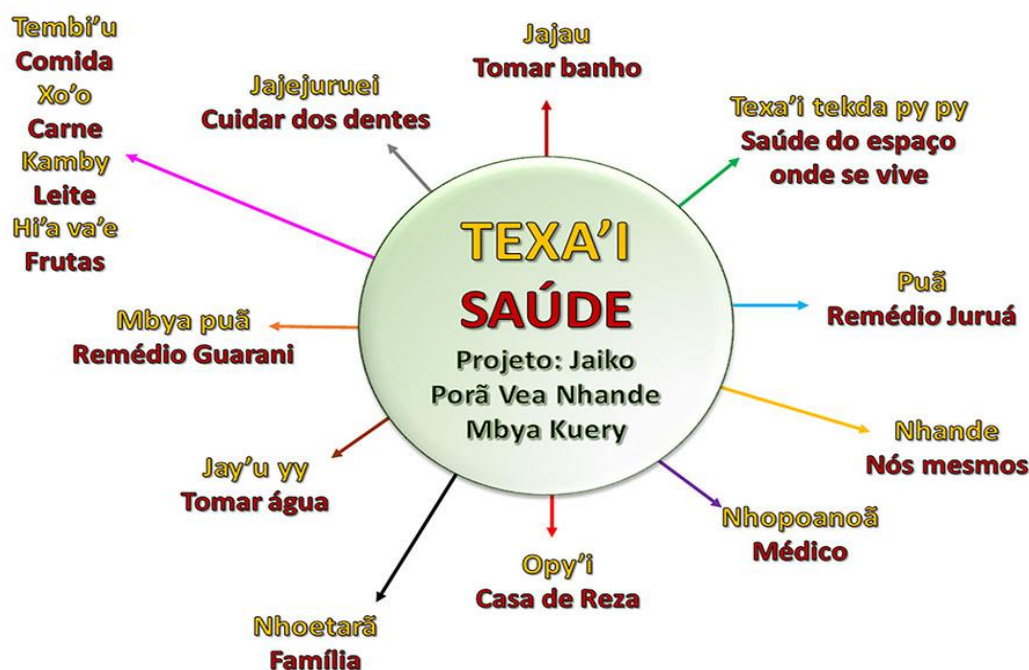 Tembi'u
Comida
Xo'o
Carne
Kamby
Leite
Hi'a va'e
Frutas
Jajejuruei
Cuidar dos dentes
Jajau
Tomar banho
Texa'i tekda py py
Saúde do espaço
onde se vive
TEXA'I
SAÚDE
Projeto: Jaiko
Porã Vea Nhande
Mbya Kuery
Mbya puã
Remédio Guarani
Puã
Remédio Juruá
Jay'u yy
Tomar água
Nhande
Nós mesmos
Nhopoanoã
Médico
Opy'i
Casa de Reza
Nhoetarã
Família